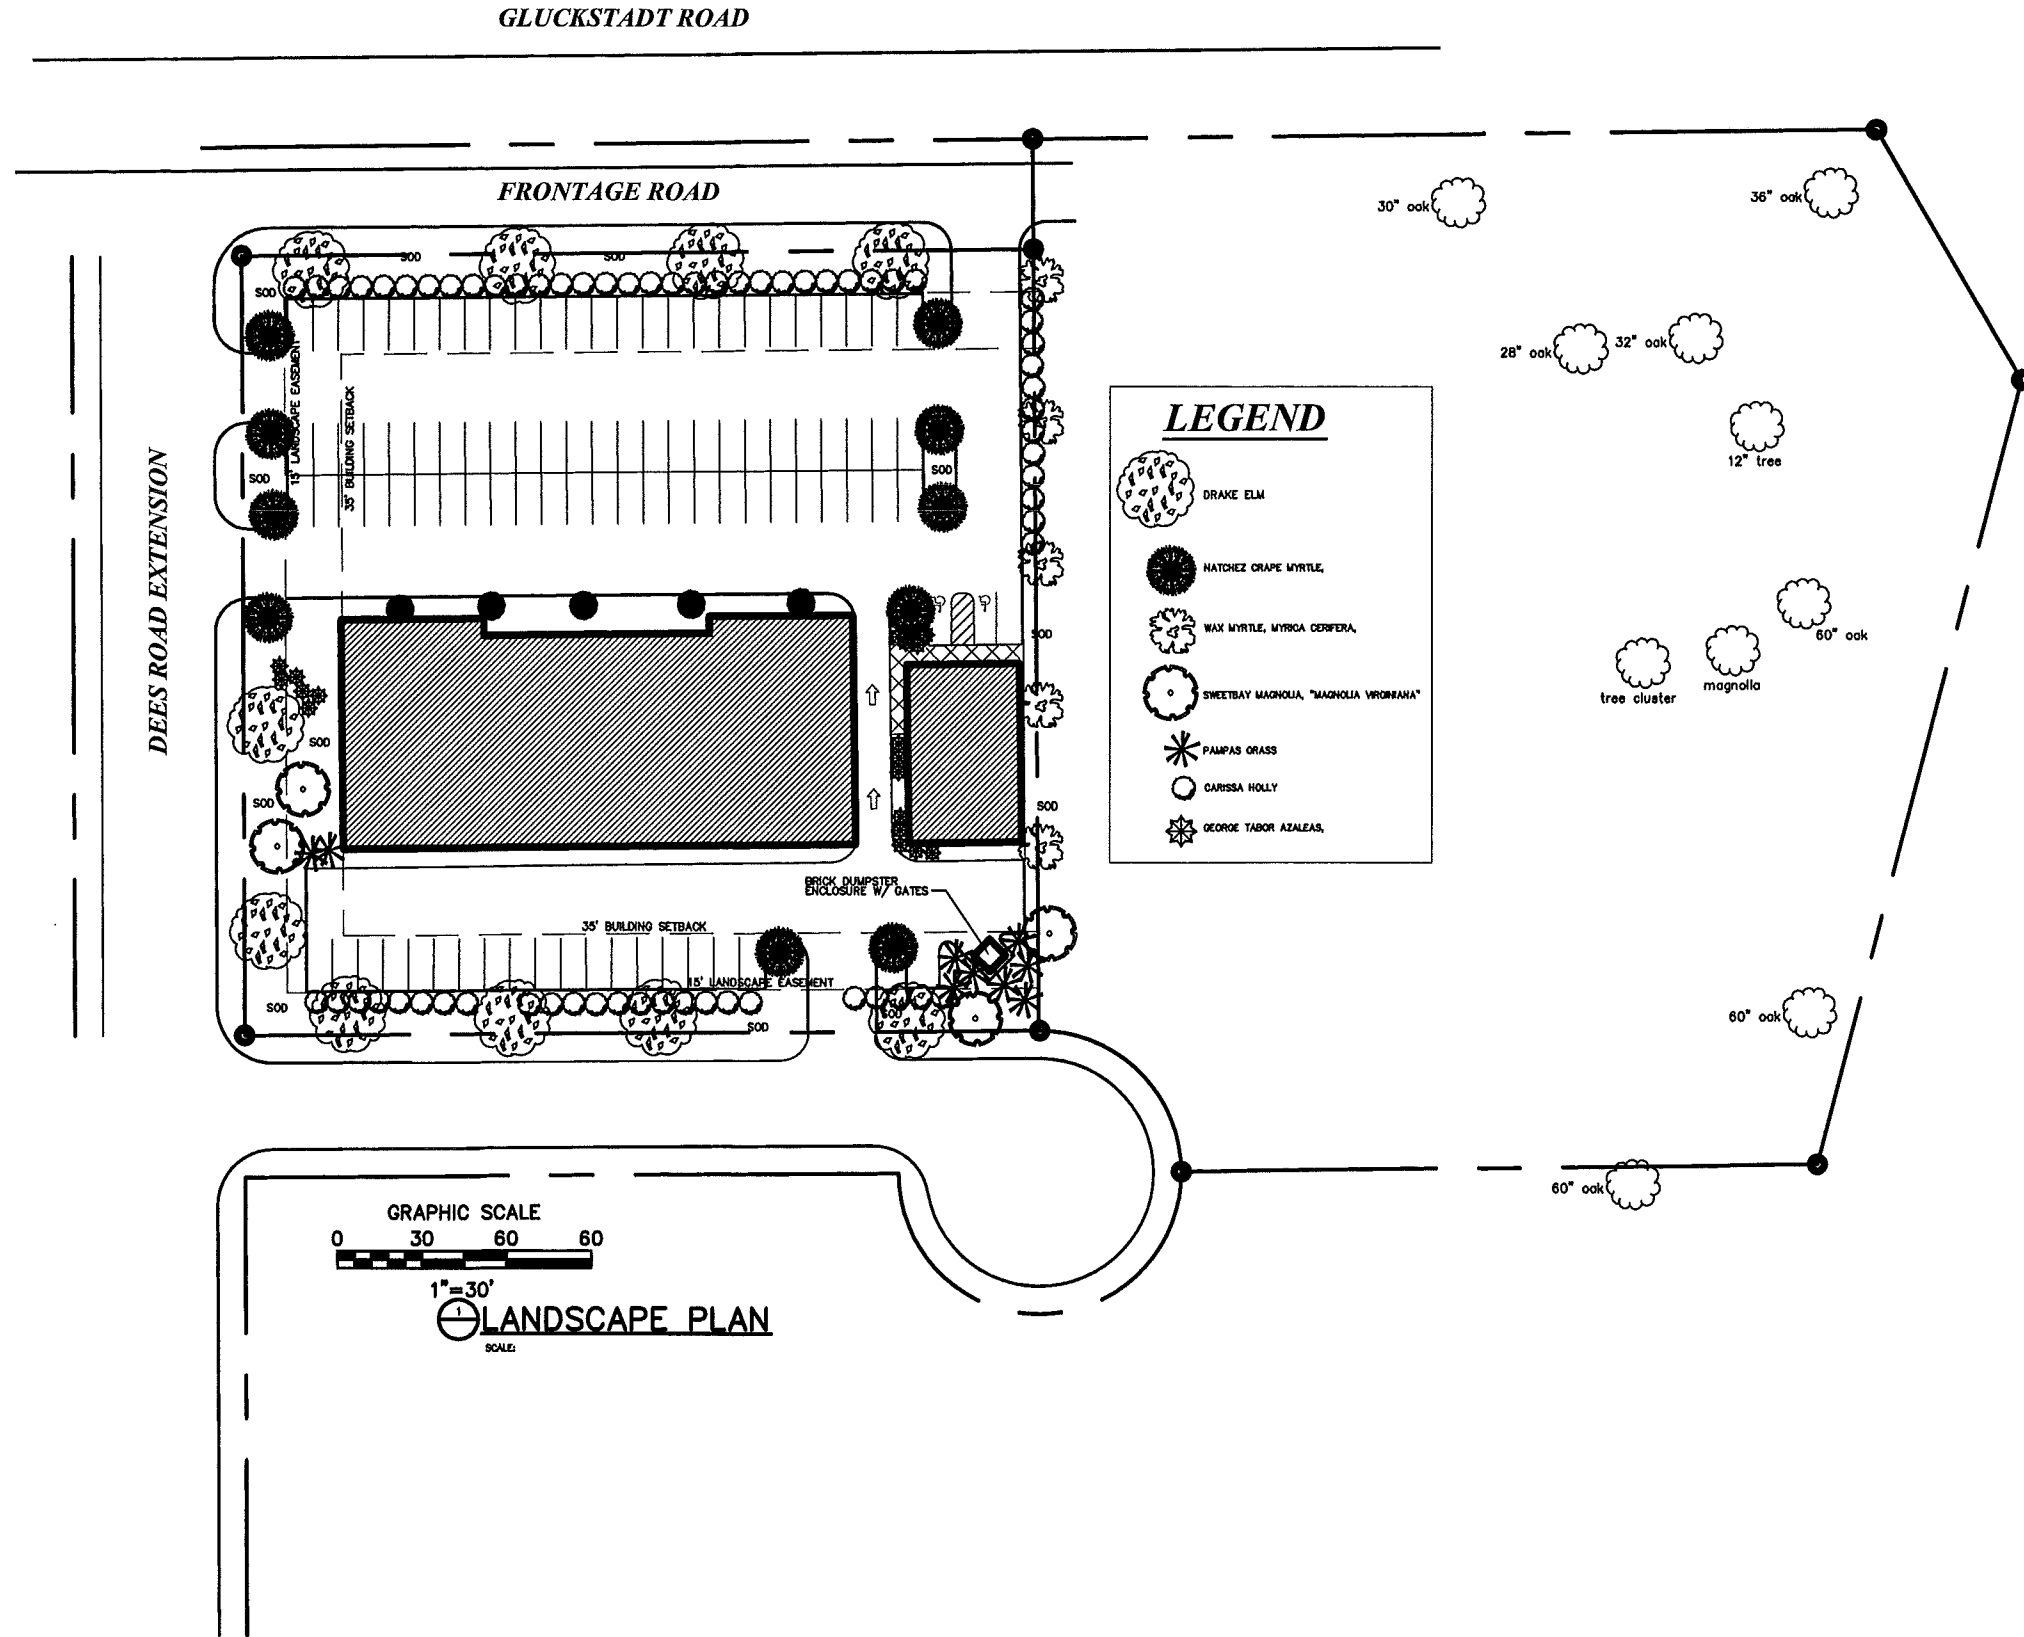 GLUCKSTADT ROAD
FRONTAGE ROAD
30" oak
36" oak
SOD
SOD
SOD
28" oak
32" oak
15' LANDSCAPE EASEMENT
35' BUILDING SETBACK
LEGEND
12" tree
DEES ROAD EXTENSION
SOD
SOD
DRAKE ELM
NATCHEZ CRAPE MYRTLE,
WAX MYRTLE, MYRICA CERIFERA,
SWEETBAY MAGNOLIA, "MAGNOLIA VIRGINIANA"
PAMPAS GRASS
CARISSA HOLLY
GEORGE TABOR AZALEAS,
60" oak
tree cluster
magnolia
SOD
SOD
SOD
SOD
BRICK DUMPSTER
ENCLOSURE W/ GATES
35' BUILDING SETBACK
15' LANDSCAPE EASEMENT
SOD
SOD
SOD
60" oak
60" oak
GRAPHIC SCALE
0 30 60 60
1"=30'
1
LANDSCAPE PLAN
SCALE: